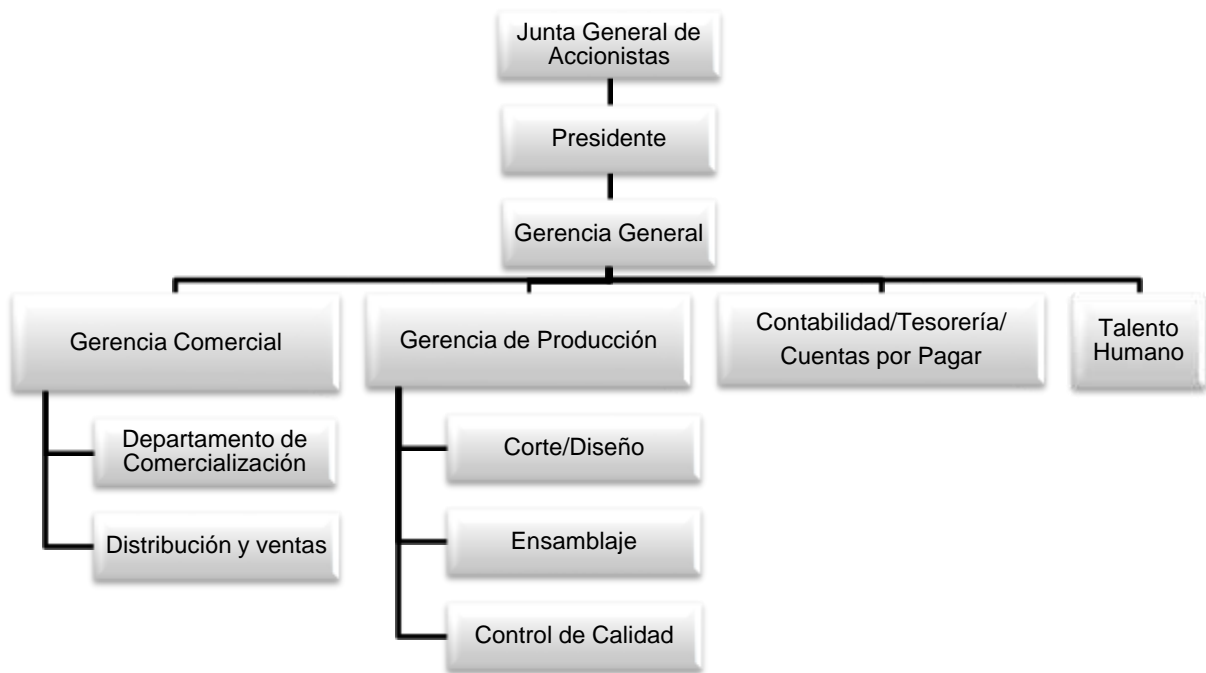 Junta General de
Accionistas
Presidente
Gerencia General
Gerencia Comercial
Gerencia de Producción
Contabilidad/Tesorería/
Cuentas por Pagar
Talento
Humano
Departamento de
Comercialización
Distribución y ventas
Corte/Diseño
Ensamblaje
Control de Calidad